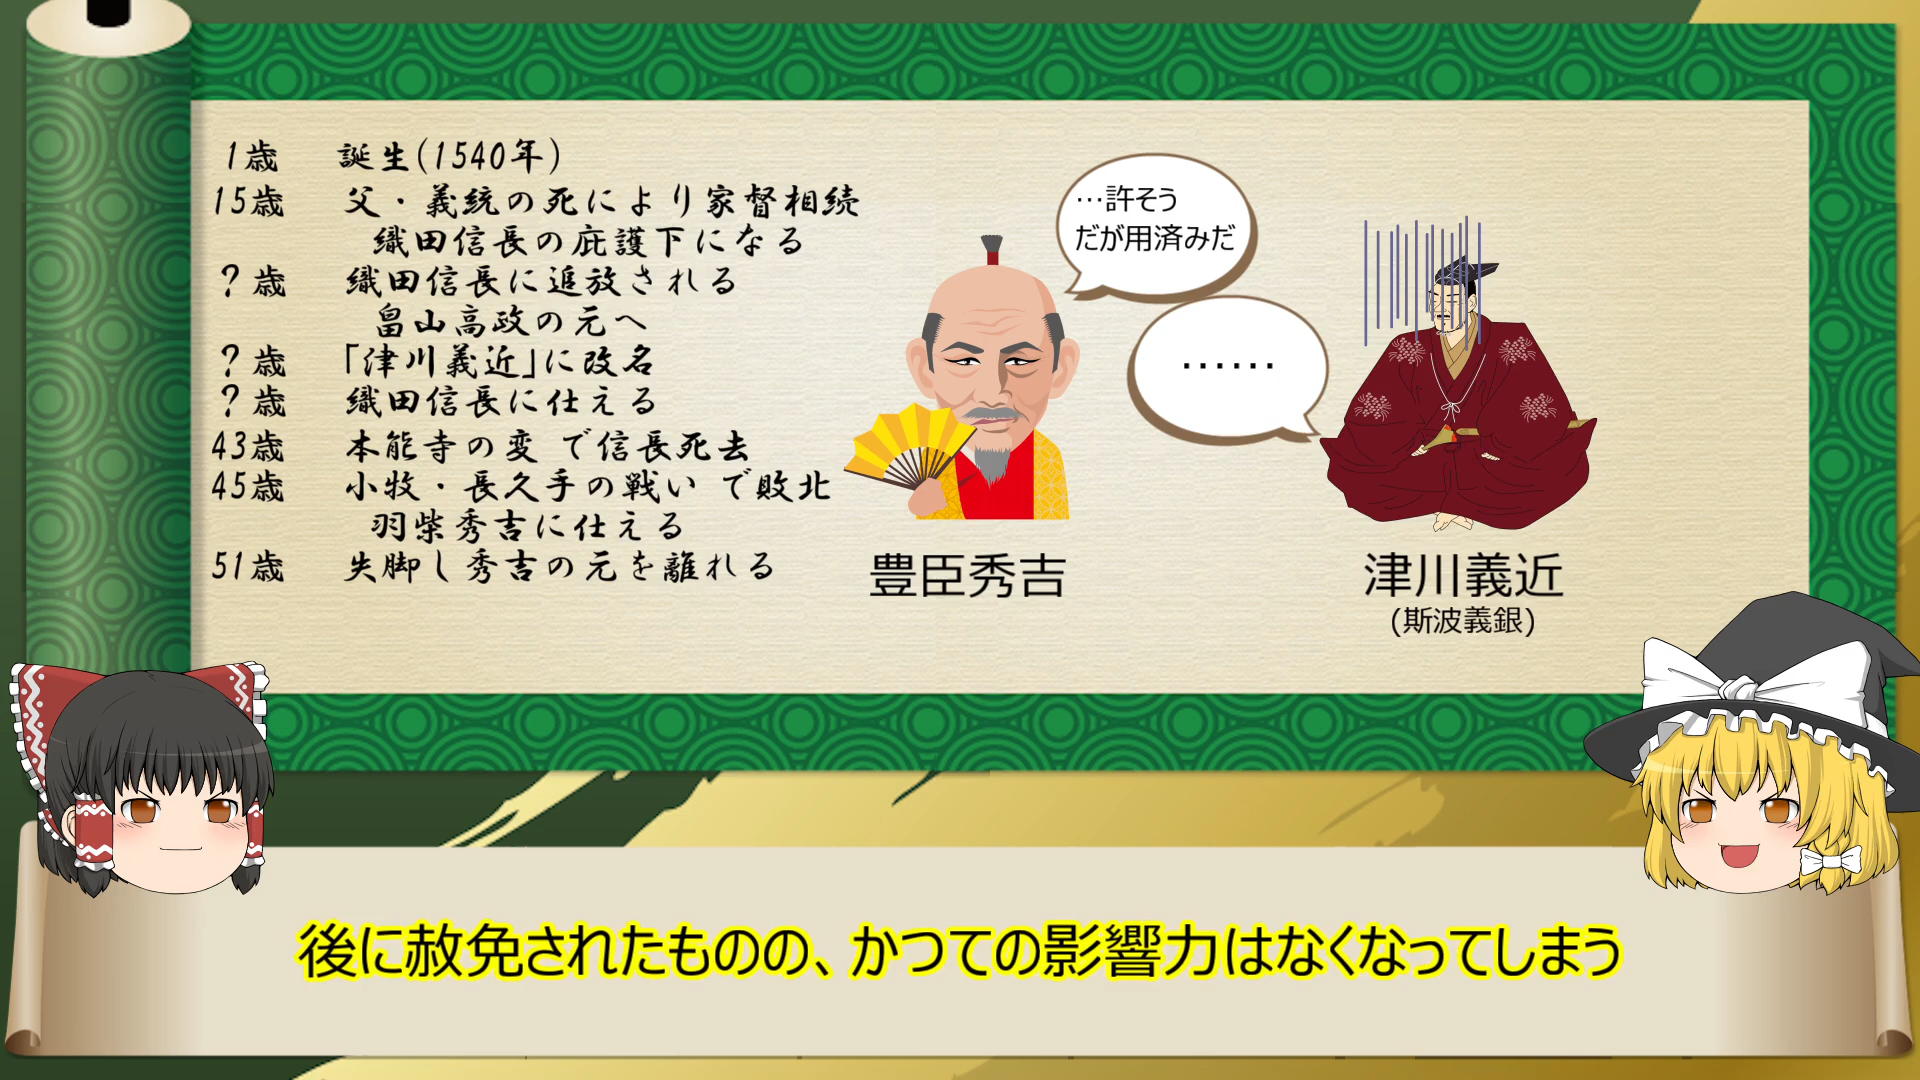 1歳 誕生(1540年)
15歳 父・義統の死により家督相続
織田信長の庇護下になる
?歳 織田信長に追放される
畠山高政の元へ
?歳 「津川義近」に改名
?歳 織田信長に仕える
43歳 本能寺の変 で信長死去
45歳 小牧・長久手の戦い で敗北
羽柴秀吉に仕える
51歳 失脚し秀吉の元を離れる
…許そう
だが用済みだ
……
豊臣秀吉
津川義近
(斯波義銀)
後に赦免されたものの、かつての影響力はなくなってしまう